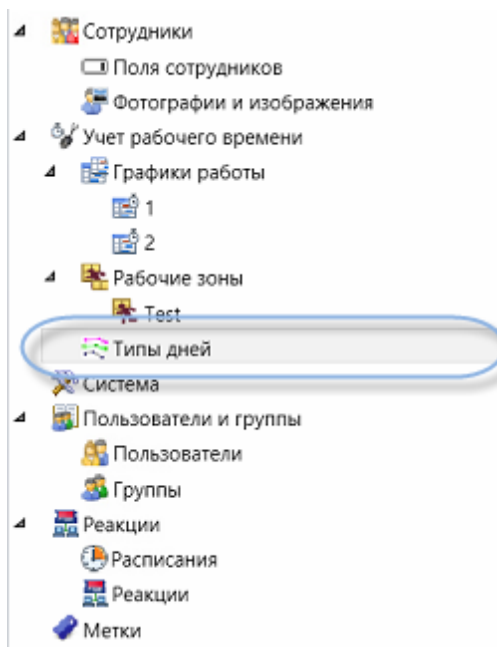 Сотрудники
Поля сотрудников
Фотографии и изображения
Учет рабочего времени
Графики работы
1
2
Рабочие зоны
Test
Типы дней
Система
Пользователи и группы
Пользователи
Группы
Реакции
Расписания
Реакции
Метки